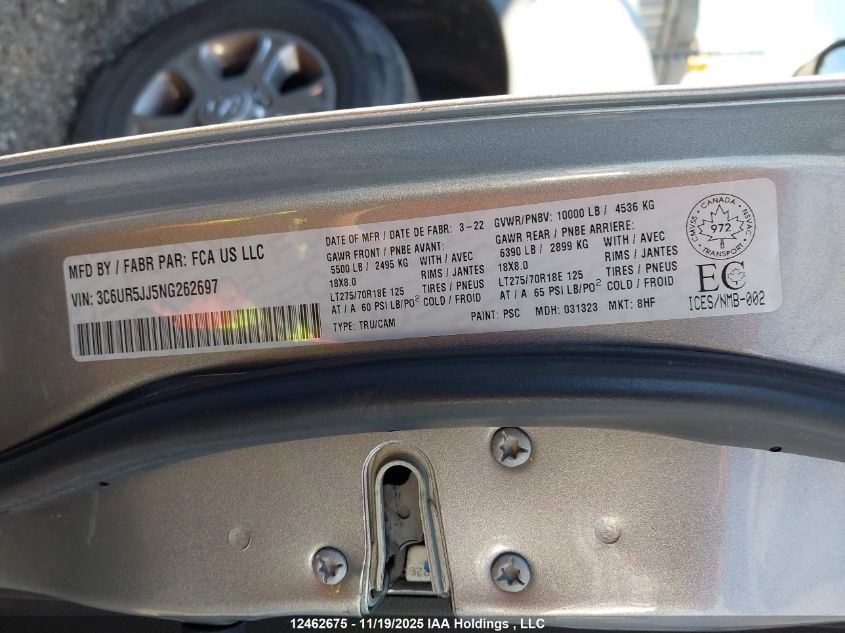 MFD BY / FABR PAR: FCA US LLC
VIN: 3C6UR5JJ5NG262697
DATE OF MFR / DATE DE FABR: 3-22
GAWR FRONT / PNBE AVANT:
5500 LB / 2495 KG WITH / AVEC
18X8.0 RIMS / JANTES
LT275/70R18E 125
AT / A 60 PSI LB/PO² COLD / FROID
TYPE: TRU/CAM
GVWR/PNBV: 10000 LB / 4536 KG
GAWR REAR / PNBE ARRIERE:
6390 LB / 2899 KG WITH / AVEC
18X8.0 RIMS / JANTES
LT275/70R18E 125
AT / A 65 PSI LB/PO² COLD / FROID
PAINT: PSC MDH: 031323 MKT: 8HF
CANADA
CMVSS 972 NSVAC
TRANSPORT
EC
ICES/NMB-002
12462675 - 11/19/2025 IAA Holdings , LLC